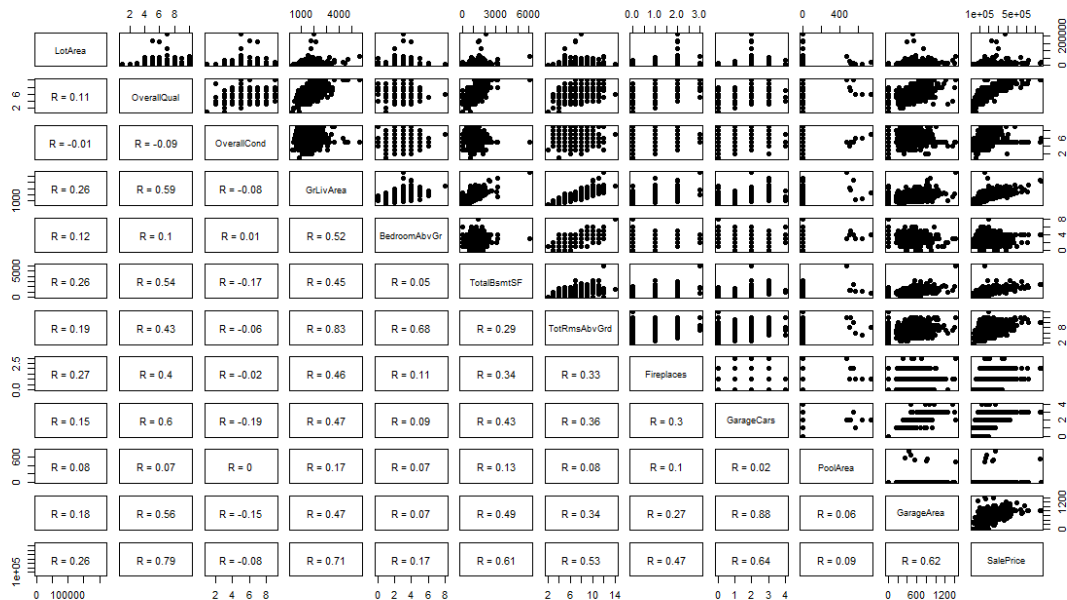 2 4 6 8 10 1000 4000 0 3000 6000 0.0 1.0 2.0 3.0 0 400 1e+05 5e+05
LotArea 0 200000
2 6 R = 0.11 OverallQual
R = -0.01 R = -0.09 OverallCond 2 6
1000 R = 0.26 R = 0.59 R = -0.08 GrLivArea
R = 0.12 R = 0.1 R = 0.01 R = 0.52 BedroomAbvGr 0 4 8
0 5000 R = 0.26 R = 0.54 R = -0.17 R = 0.45 R = 0.05 TotalBsmtSF
R = 0.19 R = 0.43 R = -0.06 R = 0.83 R = 0.68 R = 0.29 TotRmsAbvGrd 2 8
0.0 2.5 R = 0.27 R = 0.4 R = -0.02 R = 0.46 R = 0.11 R = 0.34 R = 0.33 Fireplaces
R = 0.15 R = 0.6 R = -0.19 R = 0.47 R = 0.09 R = 0.43 R = 0.36 R = 0.3 GarageCars 0 2 4
0 600 R = 0.08 R = 0.07 R = 0 R = 0.17 R = 0.07 R = 0.13 R = 0.08 R = 0.1 R = 0.02 PoolArea
R = 0.18 R = 0.56 R = -0.15 R = 0.47 R = 0.07 R = 0.49 R = 0.34 R = 0.27 R = 0.88 R = 0.06 GarageArea 0 1200
1e+05 R = 0.26 R = 0.79 R = -0.08 R = 0.71 R = 0.17 R = 0.61 R = 0.53 R = 0.47 R = 0.64 R = 0.09 R = 0.62 SalePrice
0 100000 2 4 6 8 0 2 4 6 8 2 6 10 14 0 1 2 3 4 0 600 1200